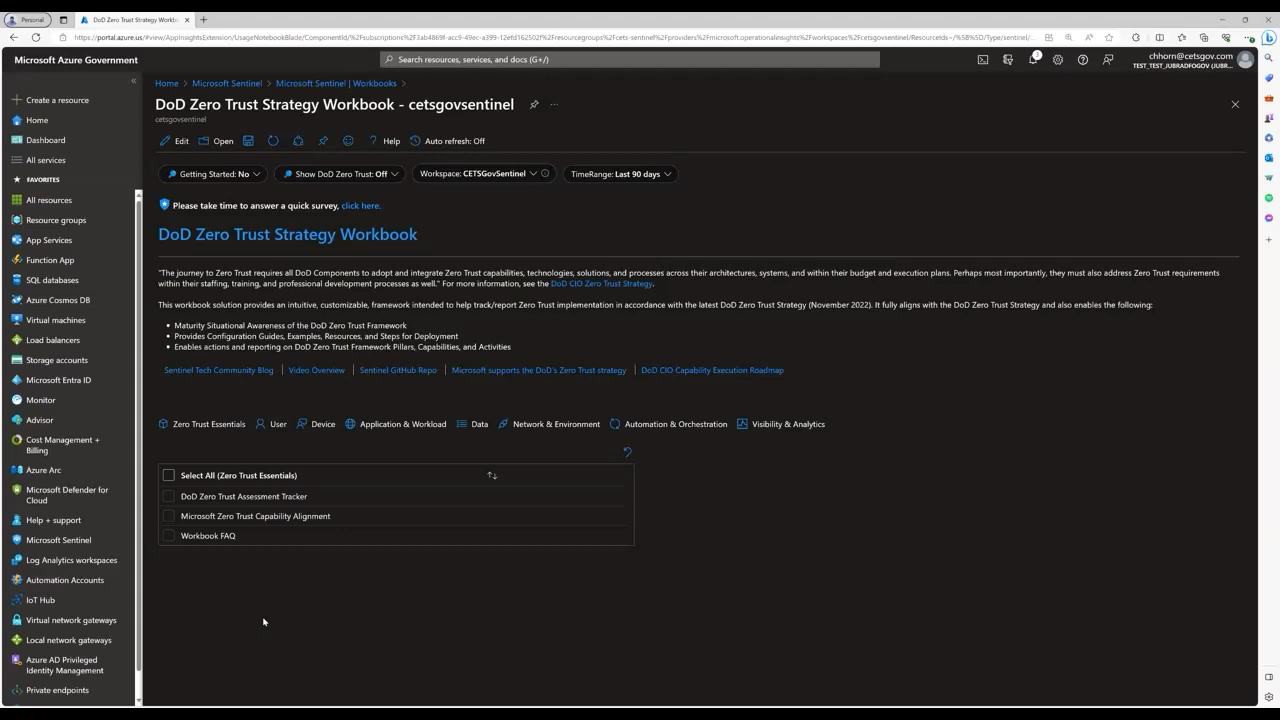 Personal
DoD Zero Trust Strategy Workb
https://portal.azure.us/#view/AppInsightsExtension/UsageNotebookBlade/ComponentId/%2Fsubscriptions%2F3ab4869f-acc9-49ec-a399-12efd162502f%2Fresourcegroups%2Fcets-sentinel%2Fproviders%2Fmicrosoft.operationalinsights%2Fworkspaces%2Fcetsgovsentinel/ResourceIds~/%5B%5D/Type/sentinel/...
Microsoft Azure Government
Search resources, services, and docs (G+/)
3
chhorn@cetsgov.com
TEST_TEST_JUBRADFOGOV (JUBR...
Create a resource
Home
Dashboard
All services
FAVORITES
All resources
Resource groups
App Services
Function App
SQL databases
Azure Cosmos DB
Virtual machines
Load balancers
Storage accounts
Microsoft Entra ID
Monitor
Advisor
Cost Management +
Billing
Azure Arc
Microsoft Defender for
Cloud
Help + support
Microsoft Sentinel
Log Analytics workspaces
Automation Accounts
IoT Hub
Virtual network gateways
Local network gateways
Azure AD Privileged
Identity Management
Private endpoints
Home > Microsoft Sentinel > Microsoft Sentinel | Workbooks >
DoD Zero Trust Strategy Workbook - cetsgovsentinel
cetsgovsentinel
Edit Open Help Auto refresh: Off
Getting Started: No Show DoD Zero Trust: Off Workspace: CETSGovSentinel TimeRange: Last 90 days
Please take time to answer a quick survey, click here.
DoD Zero Trust Strategy Workbook
"The journey to Zero Trust requires all DoD Components to adopt and integrate Zero Trust capabilities, technologies, solutions, and processes across their architectures, systems, and within their budget and execution plans. Perhaps most importantly, they must also address Zero Trust requirements
within their staffing, training, and professional development processes as well." For more information, see the DoD CIO Zero Trust Strategy.
This workbook solution provides an intuitive, customizable, framework intended to help track/report Zero Trust implementation in accordance with the latest DoD Zero Trust Strategy (November 2022). It fully aligns with the DoD Zero Trust Strategy and also enables the following:
• Maturity Situational Awareness of the DoD Zero Trust Framework
• Provides Configuration Guides, Examples, Resources, and Steps for Deployment
• Enables actions and reporting on DoD Zero Trust Framework Pillars, Capabilities, and Activities
Sentinel Tech Community Blog | Video Overview | Sentinel GitHub Repo | Microsoft supports the DoD's Zero Trust strategy | DoD CIO Capability Execution Roadmap
Zero Trust Essentials User Device Application & Workload Data Network & Environment Automation & Orchestration Visibility & Analytics
Select All (Zero Trust Essentials)
DoD Zero Trust Assessment Tracker
Microsoft Zero Trust Capability Alignment
Workbook FAQ